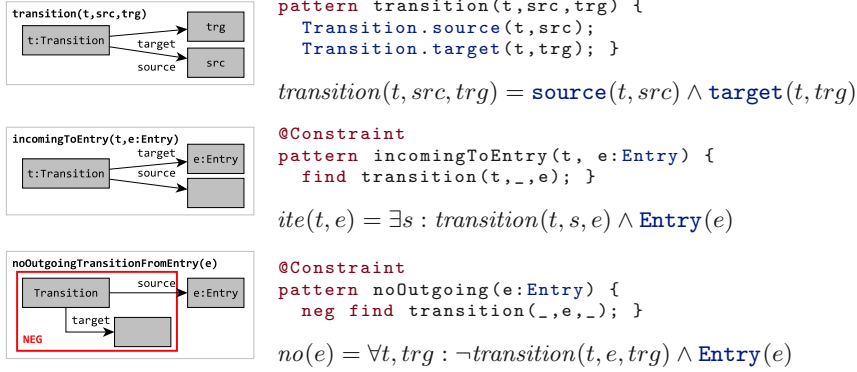 transition(t,src,trg)
t:Transition
trg
target
src
source
pattern transition(t,src,trg) {
Transition.source(t,src);
Transition.target(t,trg); }
transition(t, src, trg) = source(t, src) ∧ target(t, trg)
incomingToEntry(t,e:Entry)
target
e:Entry
t:Transition
source
@Constraint
pattern incomingToEntry(t, e:Entry) {
find transition(t,_,e); }
ite(t, e) = ∃s : transition(t, s, e) ∧ Entry(e)
noOutgoingTransitionFromEntry(e)
source
Transition
e:Entry
target
NEG
@Constraint
pattern noOutgoing(e:Entry) {
neg find transition(_,e,_); }
no(e) = ∀t, trg : ¬transition(t, e, trg) ∧ Entry(e)